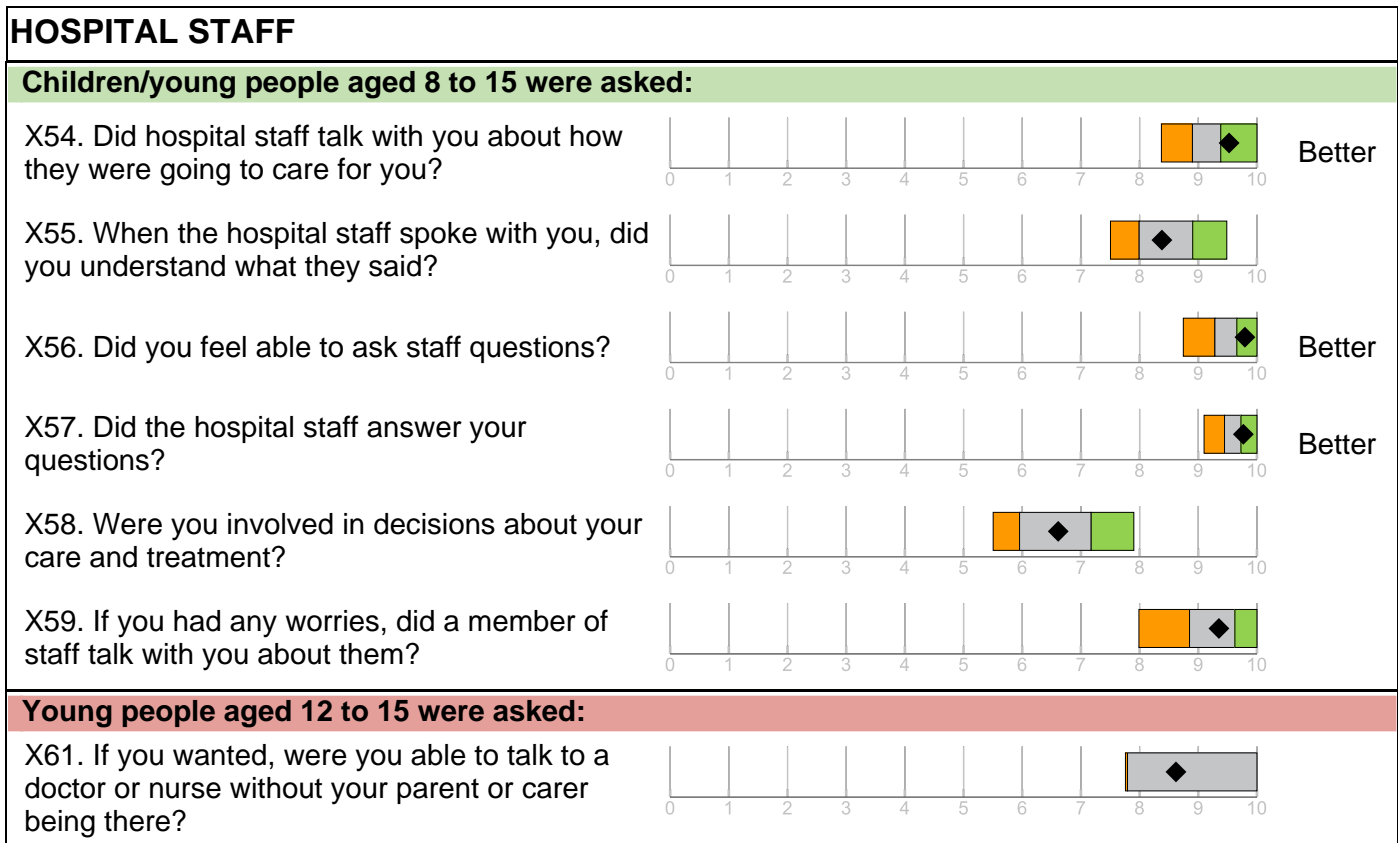 HOSPITAL STAFF
Children/young people aged 8 to 15 were asked:
X54. Did hospital staff talk with you about how
they were going to care for you?
0 1 2 3 4 5 6 7 8 9 10
Better
X55. When the hospital staff spoke with you, did
you understand what they said?
0 1 2 3 4 5 6 7 8 9 10
X56. Did you feel able to ask staff questions?
0 1 2 3 4 5 6 7 8 9 10
Better
X57. Did the hospital staff answer your
questions?
0 1 2 3 4 5 6 7 8 9 10
Better
X58. Were you involved in decisions about your
care and treatment?
0 1 2 3 4 5 6 7 8 9 10
X59. If you had any worries, did a member of
staff talk with you about them?
0 1 2 3 4 5 6 7 8 9 10
Young people aged 12 to 15 were asked:
X61. If you wanted, were you able to talk to a
doctor or nurse without your parent or carer
being there?
0 1 2 3 4 5 6 7 8 9 10